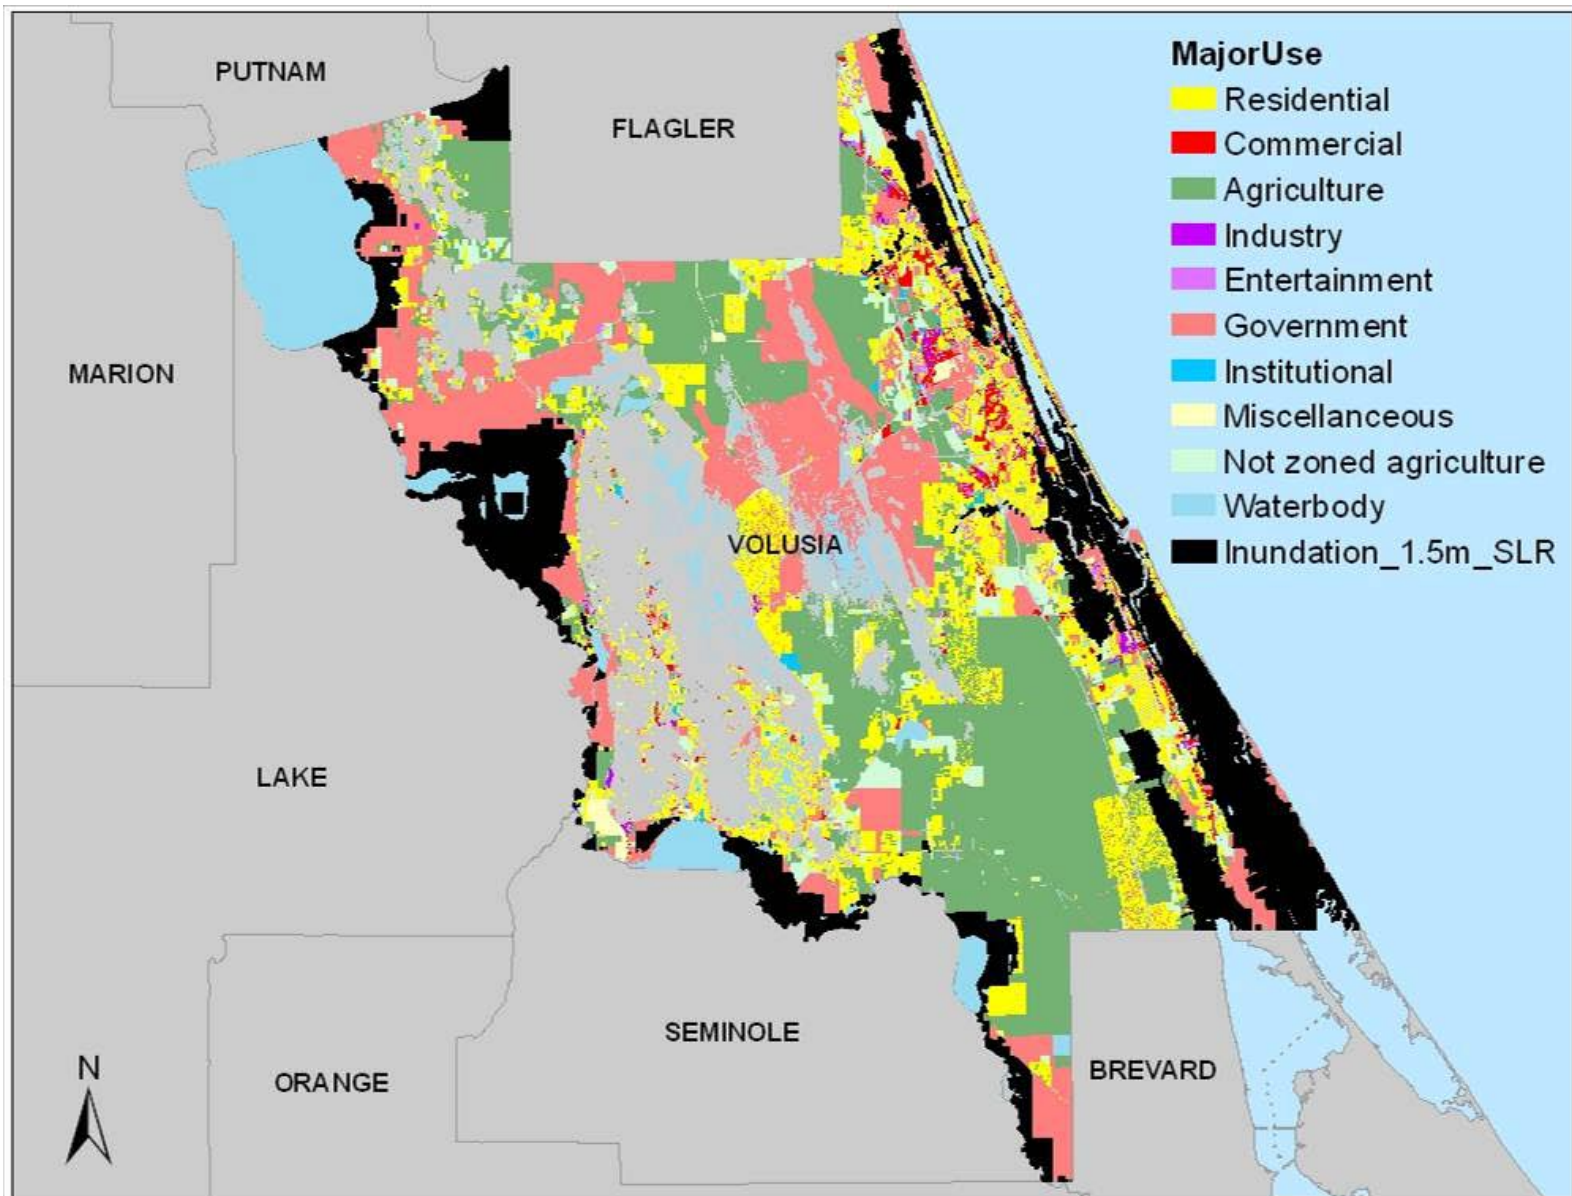 PUTNAM
FLAGLER
MARION
VOLUSIA
LAKE
SEMINOLE
ORANGE
BREVARD
N
MajorUse
Residential
Commercial
Agriculture
Industry
Entertainment
Government
Institutional
Miscellanceous
Not zoned agriculture
Waterbody
Inundation_1.5m_SLR